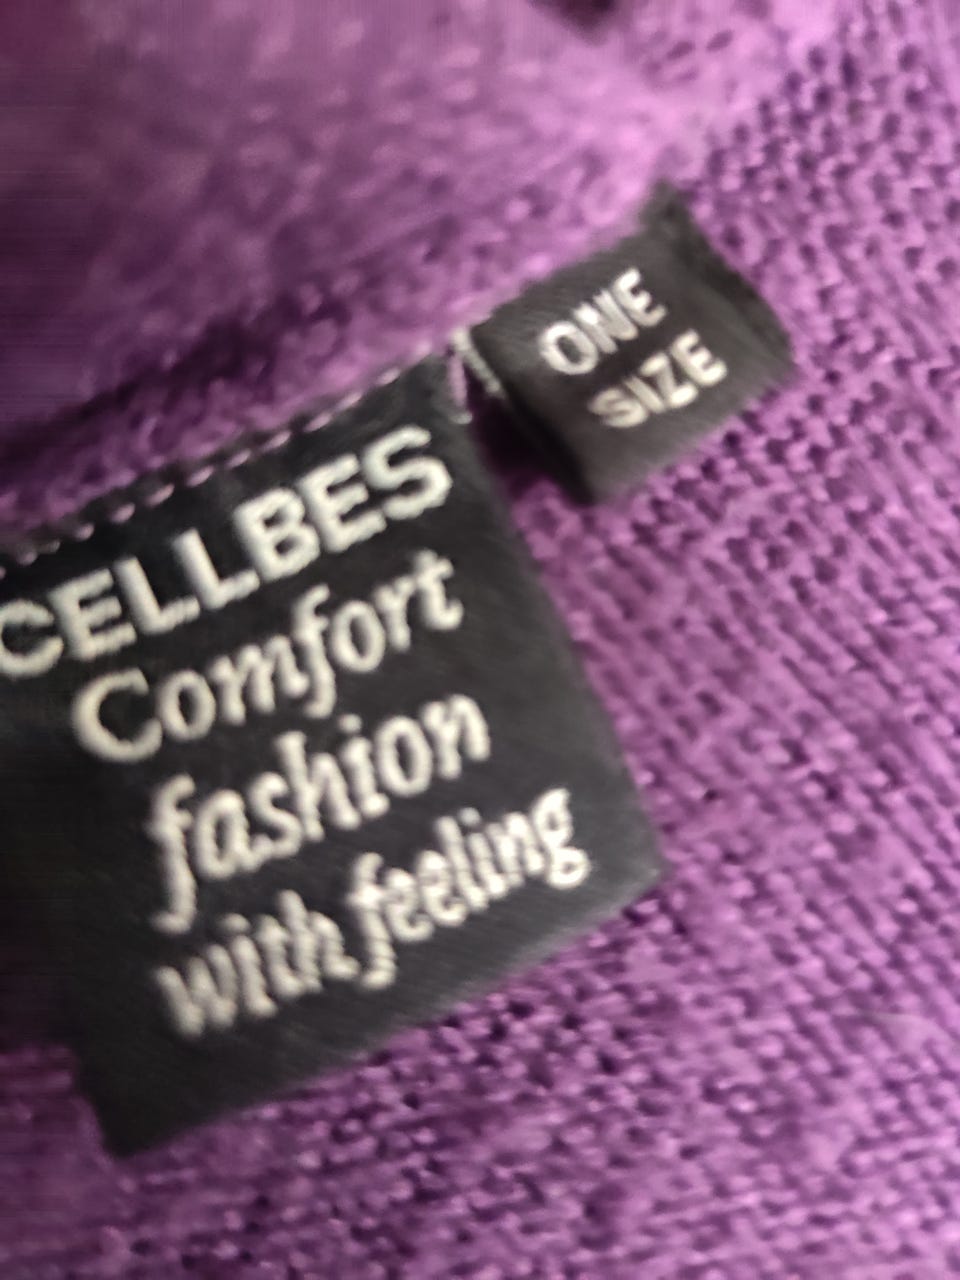 CELLBES
Comfort
fashion
with feeling
ONE
SIZE